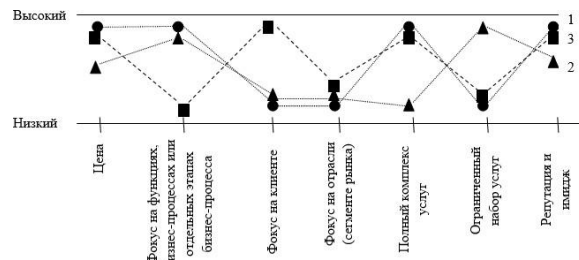 Высокий
1
3
2
Низкий
Цена
Фокус на функциях,
бизнес-процессах или
отдельных этапах
бизнес-процесса
Фокус на клиенте
Фокус на отрасли
(сегменте рынка)
Полный комплекс
услуг
Ограниченный
набор услуг
Репутация и
имидж